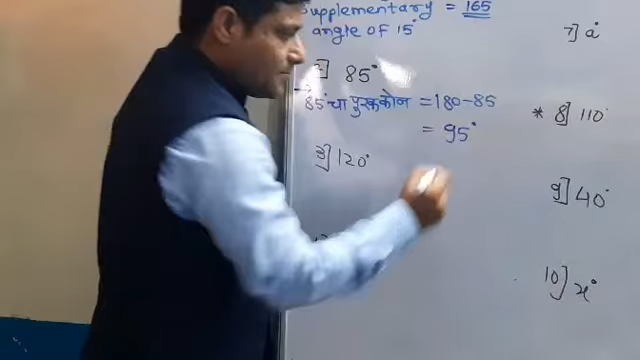 Supplementary = 165
angle of 15°
2] 85°
→ 85° चा पुरककोन = 180-85
= 95°
3] 120°
7] a°
* 8] 110°
9] 40°
10] x°